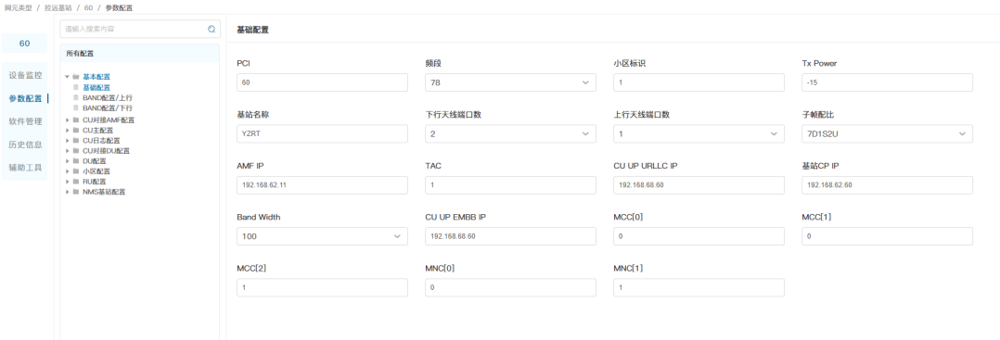 网元类型 / 拉远基站 / 60 / 参数配置
60
设备监控
参数配置
软件管理
历史信息
辅助工具
请输入搜索内容
所有配置
基本配置
基础配置
BAND配置/上行
BAND配置/下行
CU对接AMF配置
CU主配置
CU日志配置
CU对接DU配置
DU配置
小区配置
RU配置
NMS基站配置
基础配置
PCI 频段 小区标识 Tx Power
60 78 1 -15
基站名称 下行天线端口数 上行天线端口数 子帧配比
YZRT 2 1 7D1S2U
AMF IP TAC CU UP URLLC IP 基站CP IP
192.168.62.11 1 192.168.68.60 192.168.62.60
Band Width CU UP EMBB IP MCC[0] MCC[1]
100 192.168.68.60 0 0
MCC[2] MNC[0] MNC[1]
1 0 1